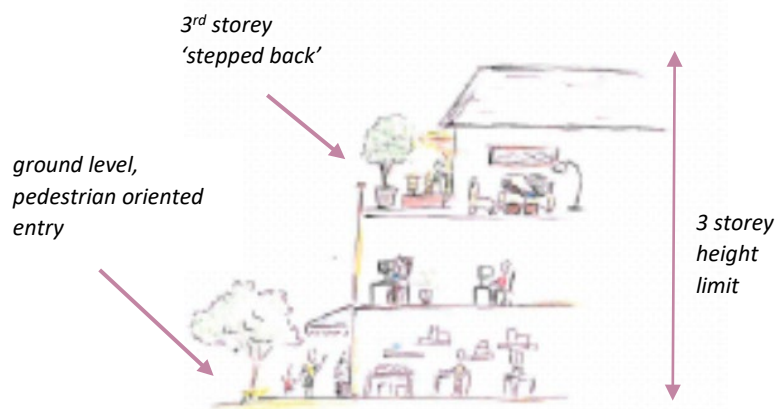 3rd storey
‘stepped back’
ground level,
pedestrian oriented
entry
3 storey
height
limit